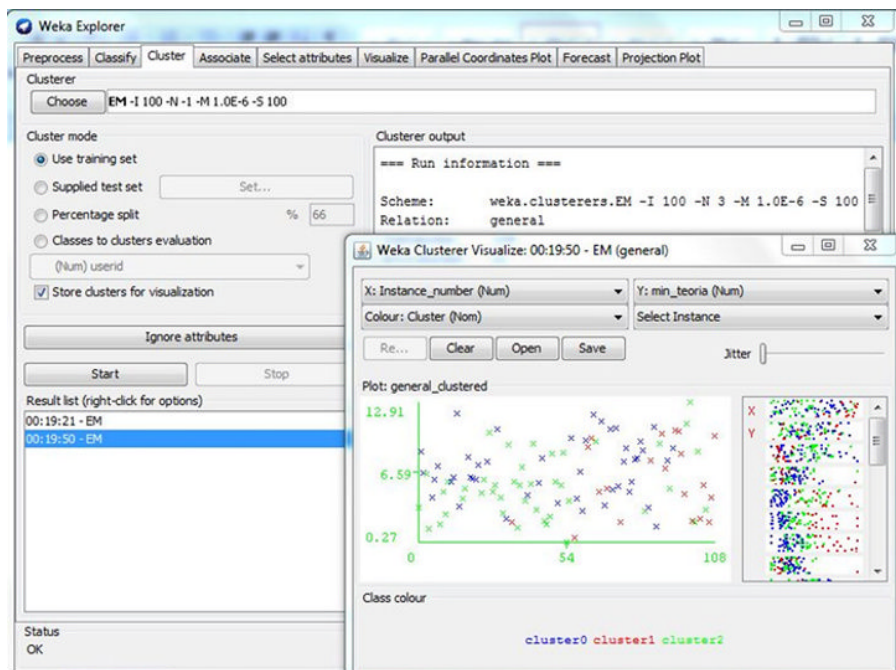 Weka Explorer
Preprocess Classify Cluster Associate Select attributes Visualize Parallel Coordinates Plot Forecast Projection Plot
Clusterer
Choose EM -I 100 -N -1 -M 1.0E-6 -S 100
Cluster mode
Use training set
Supplied test set Set...
Percentage split % 66
Classes to clusters evaluation
(Num) userid
Store clusters for visualization
Ignore attributes
Start Stop
Result list (right-click for options)
00:19:21 - EM
00:19:50 - EM
Clusterer output
=== Run information ===
Scheme: weka.clusterers.EM -I 100 -N 3 -M 1.0E-6 -S 100
Relation: general
Weka Clusterer Visualize: 00:19:50 - EM (general)
X: Instance_number (Num) Y: min_teoria (Num)
Colour: Cluster (Nom) Select Instance
Re... Clear Open Save Jitter
Plot: general_clustered
12.91
6.59
0.27
0 54 108
X
Y
Class colour
cluster0 cluster1 cluster2
Status
OK